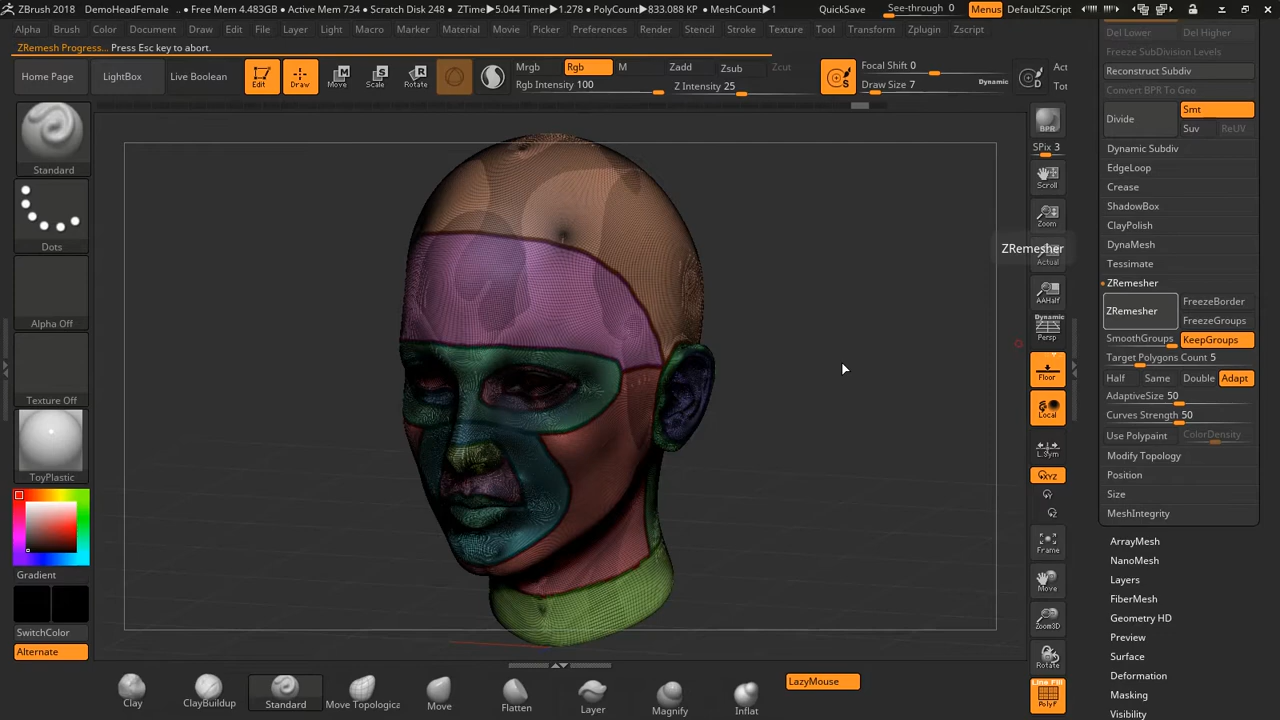 ZBrush 2018 DemoHeadFemale .. • Free Mem 4.483GB • Active Mem 734 • Scratch Disk 248 • ZTime▶5.044 Timer▶1.278 • PolyCount▶833.088 KP • MeshCount▶1 QuickSave See-through 0 Menus DefaultZScript
Alpha Brush Color Document Draw Edit File Layer Light Macro Marker Material Movie Picker Preferences Render Stencil Stroke Texture Tool Transform Zplugin Zscript
ZRemesh Progress... Press Esc key to abort.
Home Page LightBox Live Boolean
Edit Draw Move Scale Rotate
Mrgb Rgb M Zadd Zsub Zcut
Rgb Intensity 100 Z Intensity 25
Focal Shift 0
Draw Size 7 Dynamic
Act
Tot
Standard
Dots
Alpha Off
Texture Off
ToyPlastic
Gradient
SwitchColor
Alternate
BPR
SPix 3
Scroll
Zoom
Actual
AAHalf
Dynamic
Persp
Floor
Local
L.Sym
XYZ
Frame
Move
Zoom3D
Rotate
Line Fill
PolyF
ZRemesher
Del Lower Del Higher
Freeze SubDivision Levels
Reconstruct Subdiv
Convert BPR To Geo
Divide Smt
Suv ReUV
Dynamic Subdiv
EdgeLoop
Crease
ShadowBox
ClayPolish
DynaMesh
Tessimate
ZRemesher
ZRemesher FreezeBorder
FreezeGroups
SmoothGroups KeepGroups
Target Polygons Count 5
Half Same Double Adapt
AdaptiveSize 50
Curves Strength 50
Use Polypaint ColorDensity
Modify Topology
Position
Size
MeshIntegrity
ArrayMesh
NanoMesh
Layers
FiberMesh
Geometry HD
Preview
Surface
Deformation
Masking
Visibility
Clay ClayBuildup Standard Move Topologica Move Flatten Layer Magnify Inflat
LazyMouse